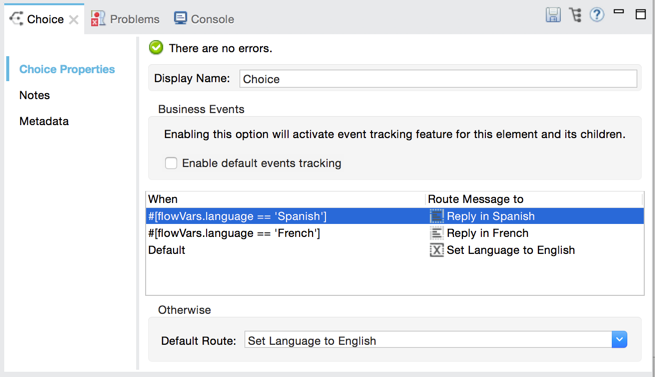 Choice Problems Console
There are no errors.
Choice Properties
Notes
Metadata
Display Name: Choice
Business Events
Enabling this option will activate event tracking feature for this element and its children.
Enable default events tracking
When Route Message to
#[flowVars.language == 'Spanish'] Reply in Spanish
#[flowVars.language == 'French'] Reply in French
Default Set Language to English
Otherwise
Default Route: Set Language to English